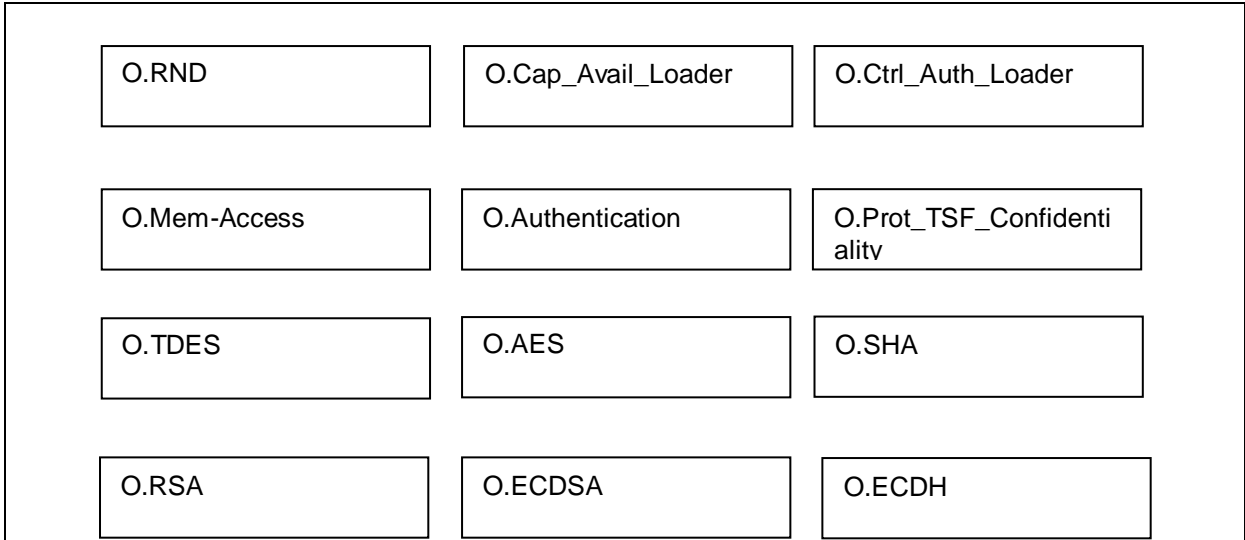 O.RND
O.Cap_Avail_Loader
O.Ctrl_Auth_Loader
O.Mem-Access
O.Authentication
O.Prot_TSF_Confidenti
ality
O.TDES
O.AES
O.SHA
O.RSA
O.ECDSA
O.ECDH